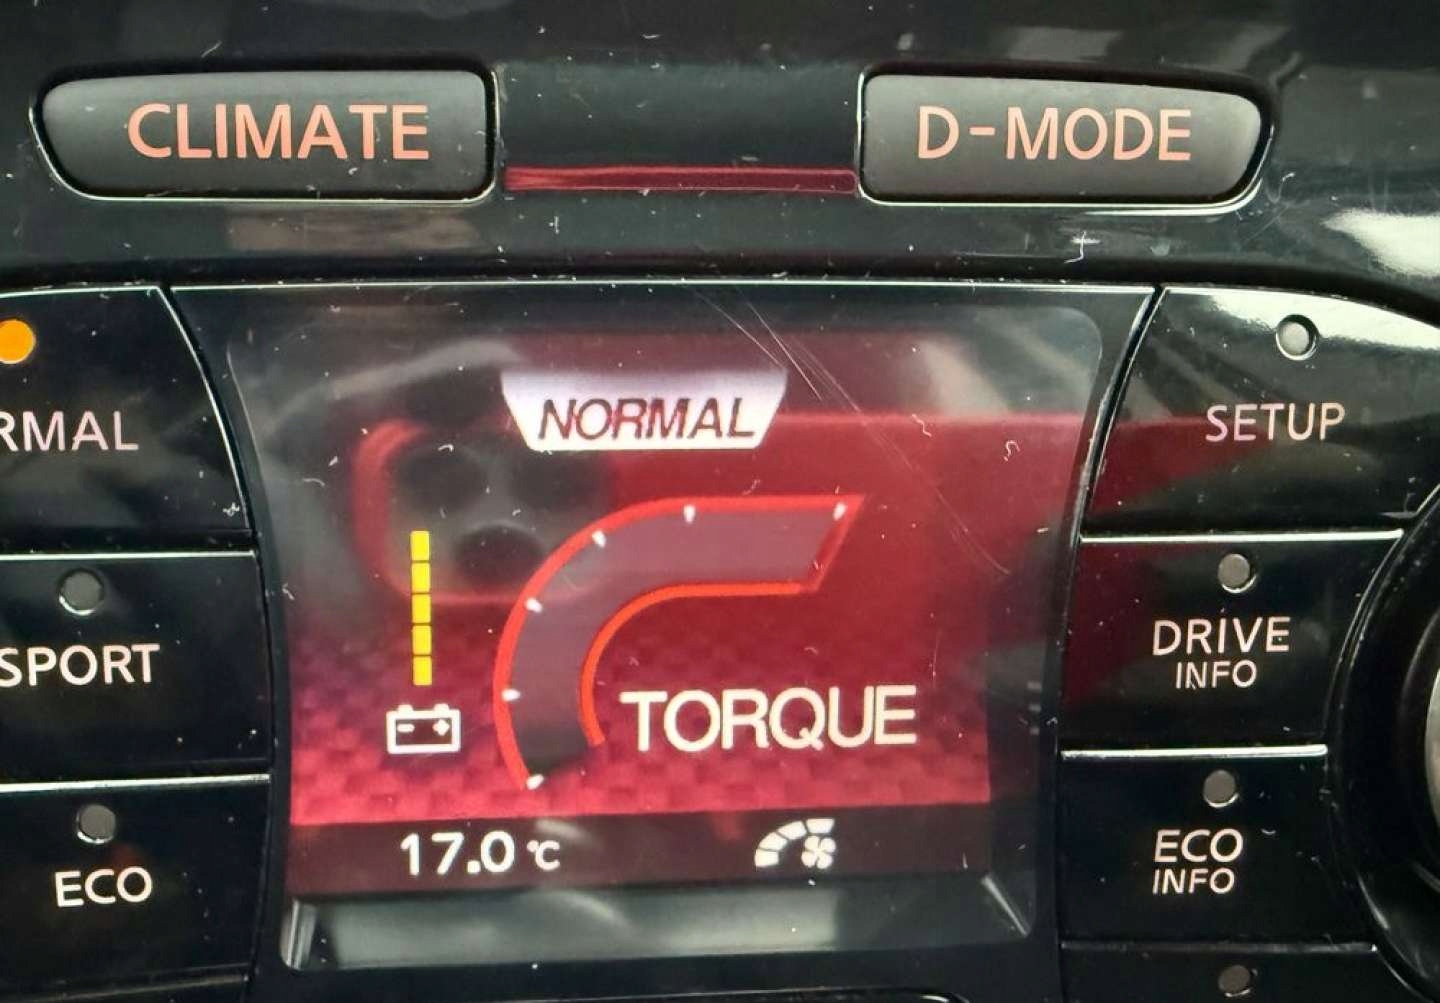 CLIMATE
D-MODE
NORMAL
RMAL
SETUP
SPORT
DRIVE
INFO
TORQUE
ECO
17.0 °C
ECO
INFO